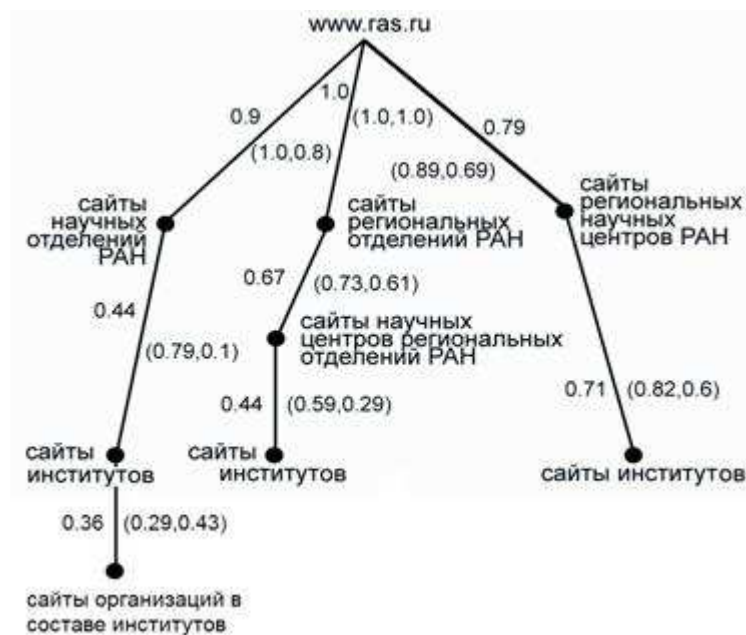 www.ras.ru
0.9
1.0
(1.0,1.0)
0.79
(1.0,0.8)
(0.89,0.69)
сайты
научных
отделений
РАН
сайты
региональных
отделений РАН
сайты
региональных
научных
центров РАН
0.67
(0.73,0.61)
0.44
(0.79,0.1)
сайты научных
центров региональных
отделений РАН
0.44
(0.59,0.29)
0.71
(0.82,0.6)
сайты
институтов
сайты
институтов
сайты институтов
0.36
(0.29,0.43)
сайты организаций в
составе институтов